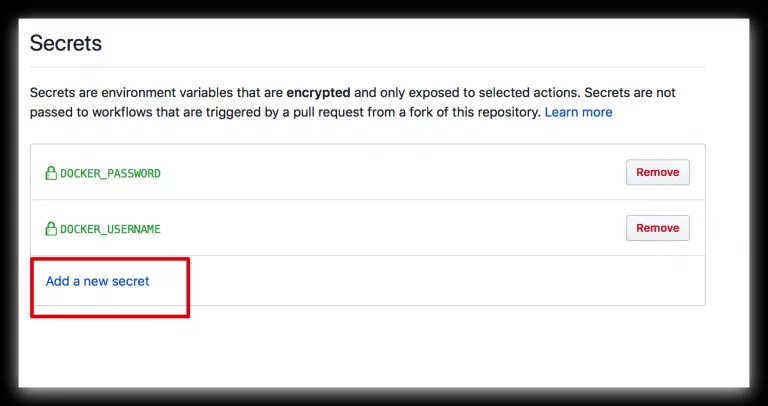 Secrets
Secrets are environment variables that are encrypted and only exposed to selected actions. Secrets are not
passed to workflows that are triggered by a pull request from a fork of this repository. Learn more
DOCKER_PASSWORD Remove
DOCKER_USERNAME Remove
Add a new secret